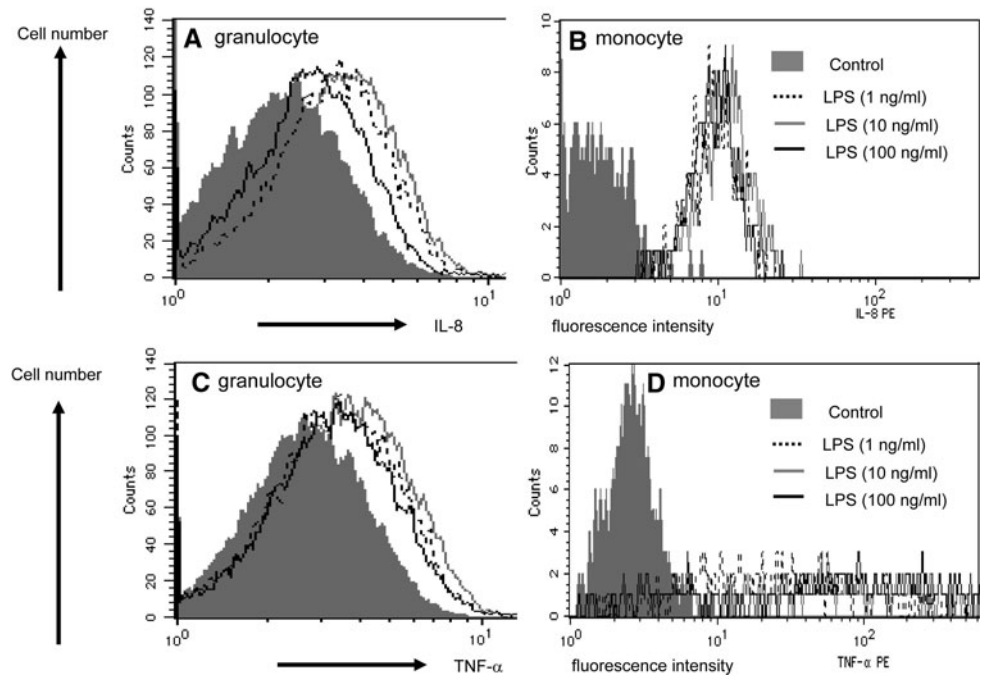 Cell number
A granulocyte
Counts
140
120
100
80
60
40
20
0
10⁰
10¹
IL-8
B monocyte
Counts
8
6
4
2
0
10⁰
10¹
10²
IL-8 PE
fluorescence intensity
Control
LPS (1 ng/ml)
LPS (10 ng/ml)
LPS (100 ng/ml)
Cell number
C granulocyte
Counts
140
120
100
80
60
40
20
0
10⁰
10¹
TNF-α
D monocyte
Counts
12
10
8
6
4
2
0
10⁰
10¹
10²
TNF-α PE
fluorescence intensity
Control
LPS (1 ng/ml)
LPS (10 ng/ml)
LPS (100 ng/ml)